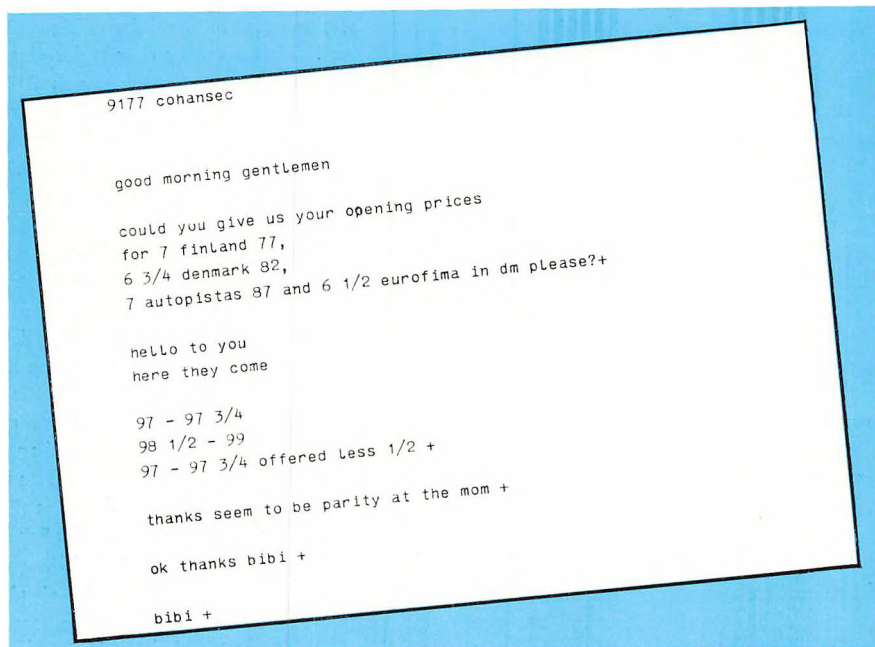 9177 cohansec
good morning gentlemen
could you give us your opening prices
for 7 finland 77,
6 3/4 denmark 82,
7 autopistas 87 and 6 1/2 eurofima in dm please?+
hello to you
here they come
97 - 97 3/4
98 1/2 - 99
97 - 97 3/4 offered less 1/2 +
thanks seem to be parity at the mom +
ok thanks bibi +
bibi +